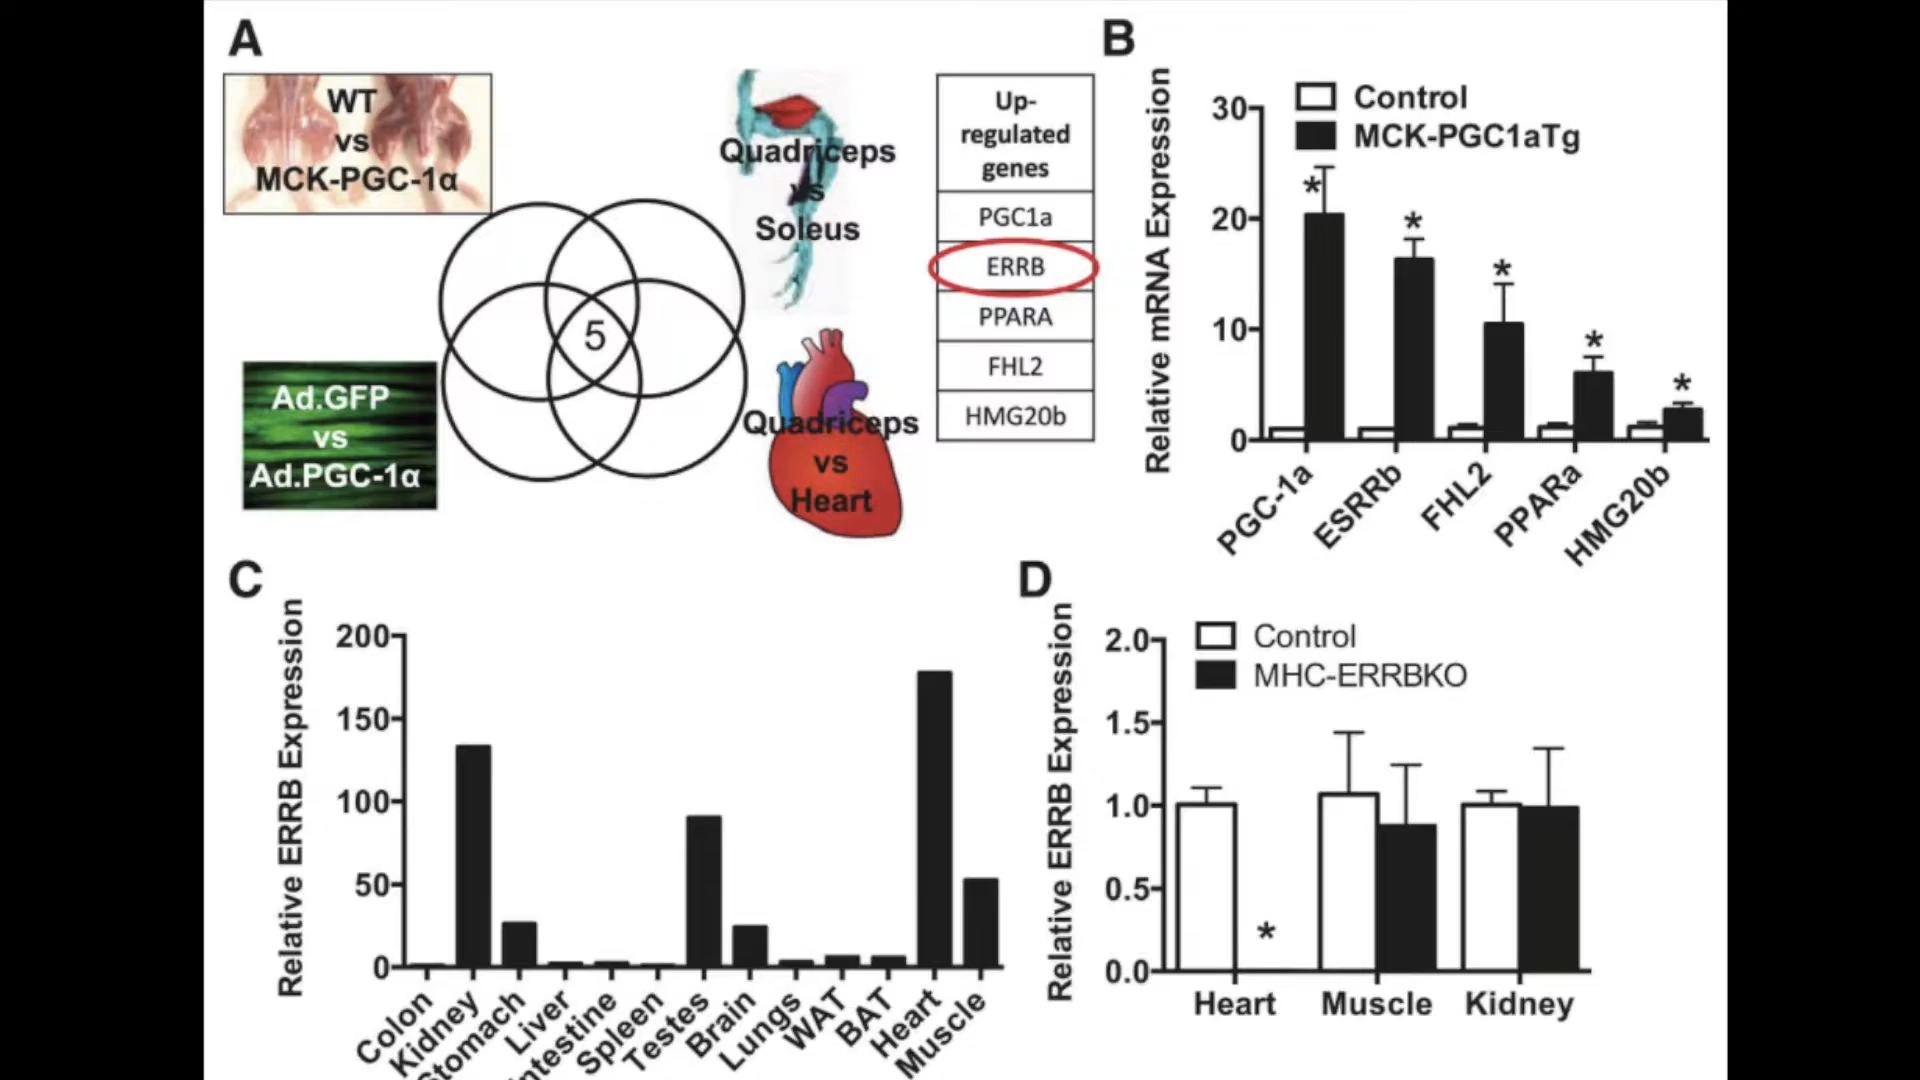 A
WT
vs
MCK-PGC-1α
Quadriceps
vs
Soleus
5
Ad.GFP
vs
Ad.PGC-1α
Quadriceps
vs
Heart
Up-
regulated
genes
PGC1a
ERRB
PPARA
FHL2
HMG20b
B
Relative mRNA Expression
30
20
10
0
Control
MCK-PGC1aTg
*
*
*
*
*
PGC-1a
ESRRb
FHL2
PPARa
HMG20b
C
Relative ERRB Expression
200
150
100
50
0
Colon
Kidney
Stomach
Liver
Intestine
Spleen
Testes
Brain
Lungs
WAT
BAT
Heart
Muscle
D
Relative ERRB Expression
2.0
1.5
1.0
0.5
0.0
Control
MHC-ERRBKO
*
Heart
Muscle
Kidney